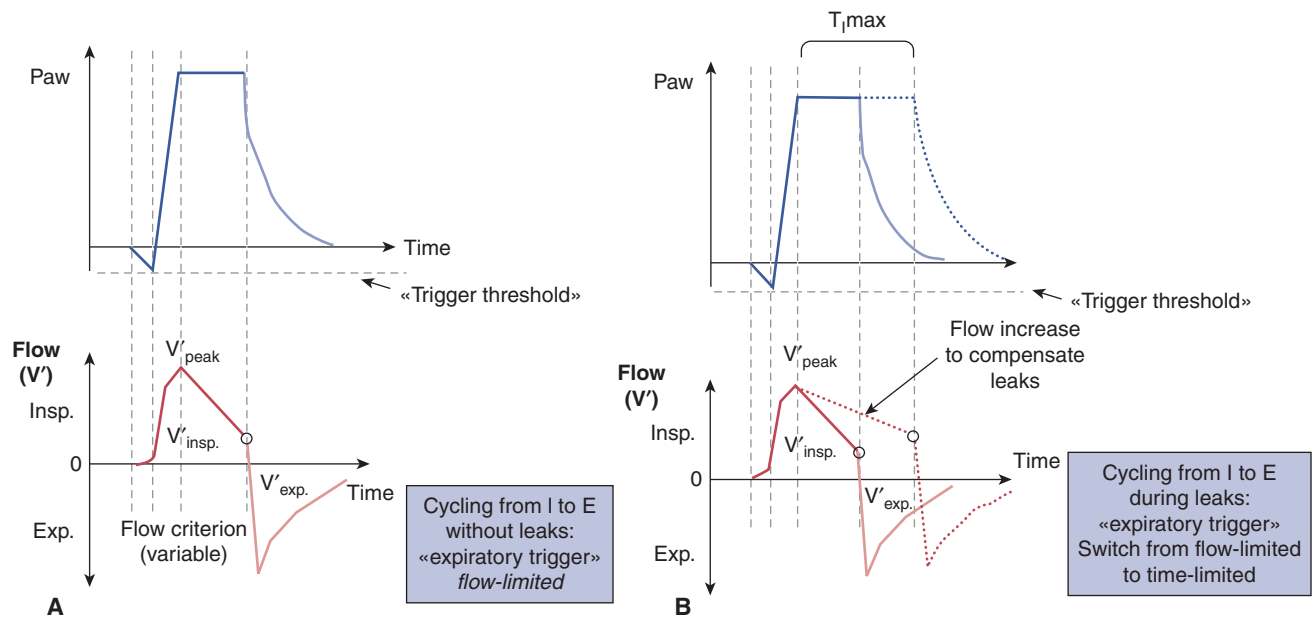 Paw
Time
«Trigger threshold»
Flow
(V′)
V′peak
Insp.
V′insp.
0
V′exp.
Time
Exp.
Flow criterion
(variable)
Cycling from I to E
without leaks:
«expiratory trigger»
flow-limited
A
TImax
Paw
«Trigger threshold»
Flow increase
to compensate
leaks
Flow
(V′)
V′peak
Insp.
V′insp.
Time
0
V′exp.
Exp.
Cycling from I to E
during leaks:
«expiratory trigger»
Switch from flow-limited
to time-limited
B